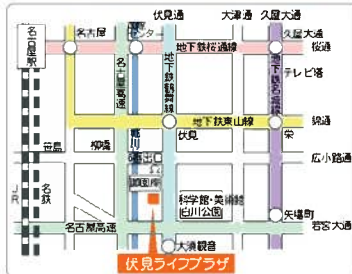 伏見通
大津通
久屋大通
名古屋駅
名古屋
センター
久屋大通
地下鉄桜通線
桜通
名古屋高速
地下鉄鶴舞線
地下鉄名城線
テレビ塔
地下鉄東山線
錦通
伏見
栄
笹島
柳橋
堀川
広小路通
JR
名鉄
科学館・美術館
白川公園
矢場町
名古屋高速
若宮大通
大須観音
伏見ライフプラザ